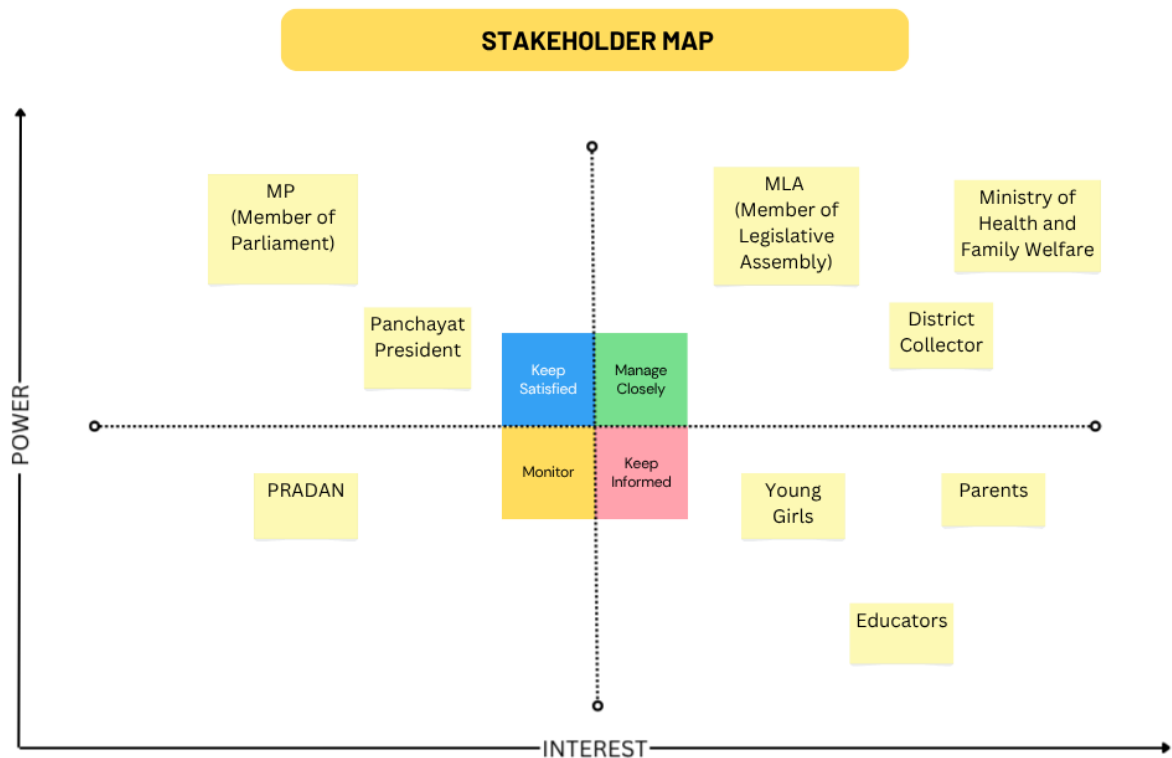 STAKEHOLDER MAP
MP
(Member of
Parliament)
MLA
(Member of
Legislative
Assembly)
Ministry of
Health and
Family Welfare
Panchayat
President
District
Collector
Keep
Satisfied
Manage
Closely
POWER
Monitor
Keep
Informed
PRADAN
Young
Girls
Parents
Educators
INTEREST